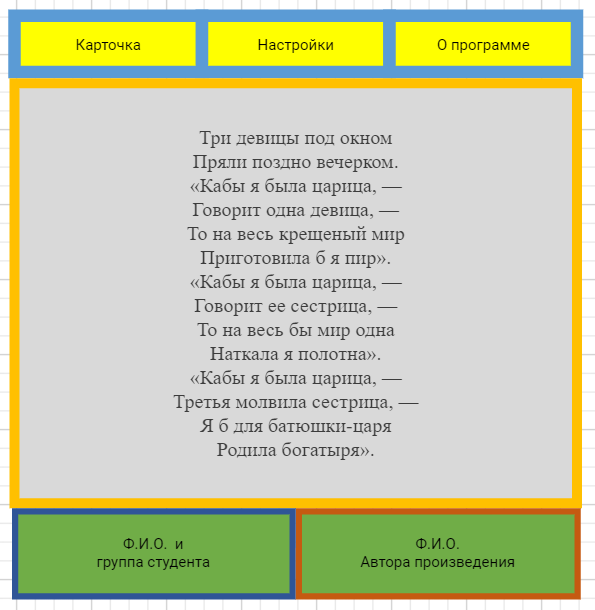 Карточка
Настройки
О программе
Три девицы под окном
Пряли поздно вечерком.
«Кабы я была царица, —
Говорит одна девица, —
То на весь крещеный мир
Приготовила б я пир».
«Кабы я была царица, —
Говорит ее сестрица, —
То на весь бы мир одна
Наткала я полотна».
«Кабы я была царица, —
Третья молвила сестрица, —
Я б для батюшки-царя
Родила богатыря».
Ф.И.О. и
группа студента
Ф.И.О.
Автора произведения